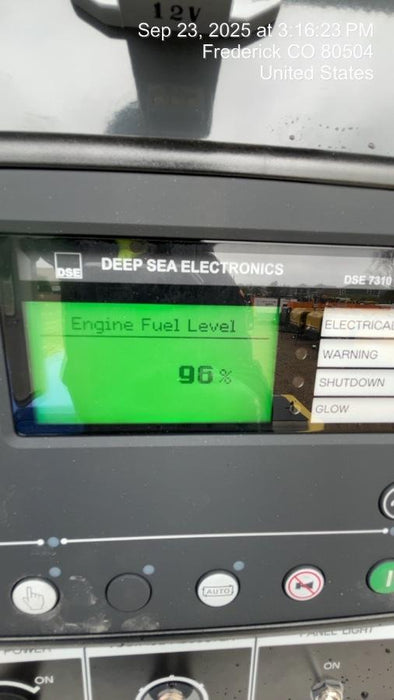 12V
Sep 23, 2025 at 3:16:23 PM
Frederick CO 80504
United States
DSE
DEEP SEA ELECTRONICS
DSE 7310
Engine Fuel Level
96%
ELECTRICAL
WARNING
SHUTDOWN
GLOW
AUTO
POWER
PANEL LIGHT
ON
ON